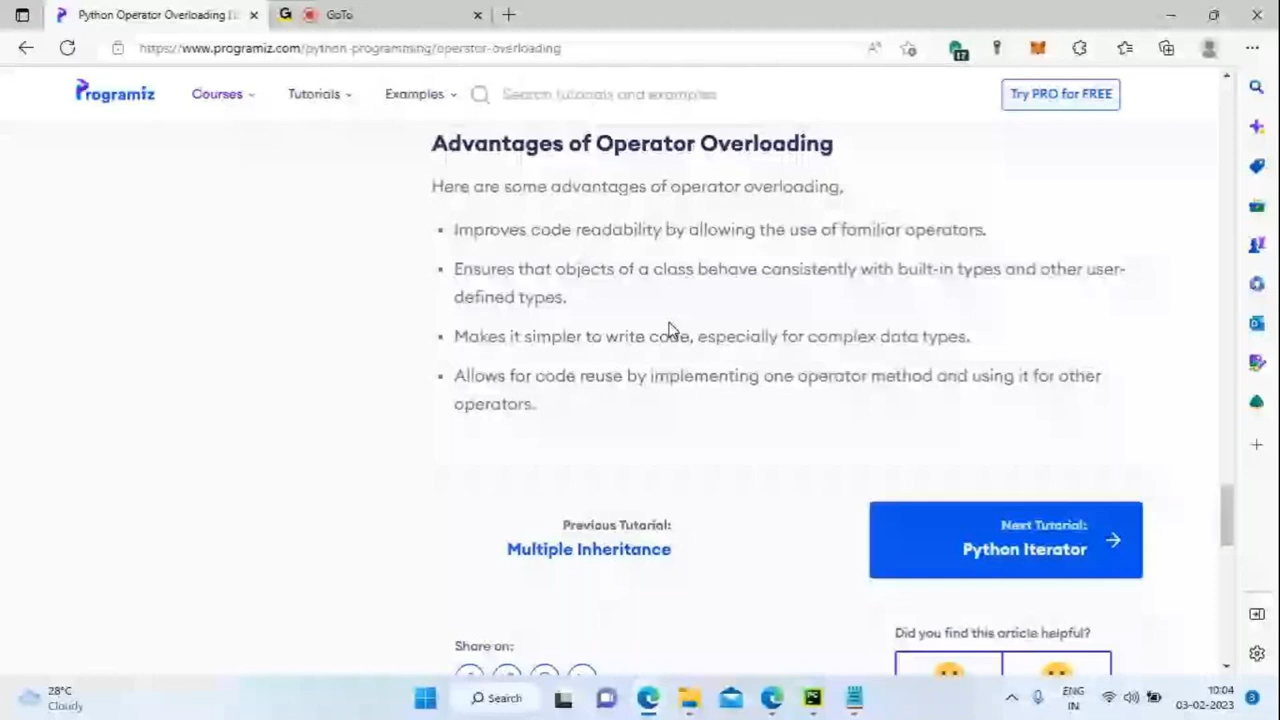 Python Operator Overloading [
GoTo
https://www.programiz.com/python-programming/operator-overloading
17
Programiz
Courses
Tutorials
Examples
Search tutorials and examples
Try PRO for FREE
Advantages of Operator Overloading
Here are some advantages of operator overloading,
Improves code readability by allowing the use of familiar operators.
Ensures that objects of a class behave consistently with built-in types and other user-
defined types.
Makes it simpler to write code, especially for complex data types.
Allows for code reuse by implementing one operator method and using it for other
operators.
Previous Tutorial:
Multiple Inheritance
Next Tutorial:
Python Iterator
Share on:
Did you find this article helpful?
28°C
Cloudy
Search
ENG
IN
10:04
03-02-2023
3